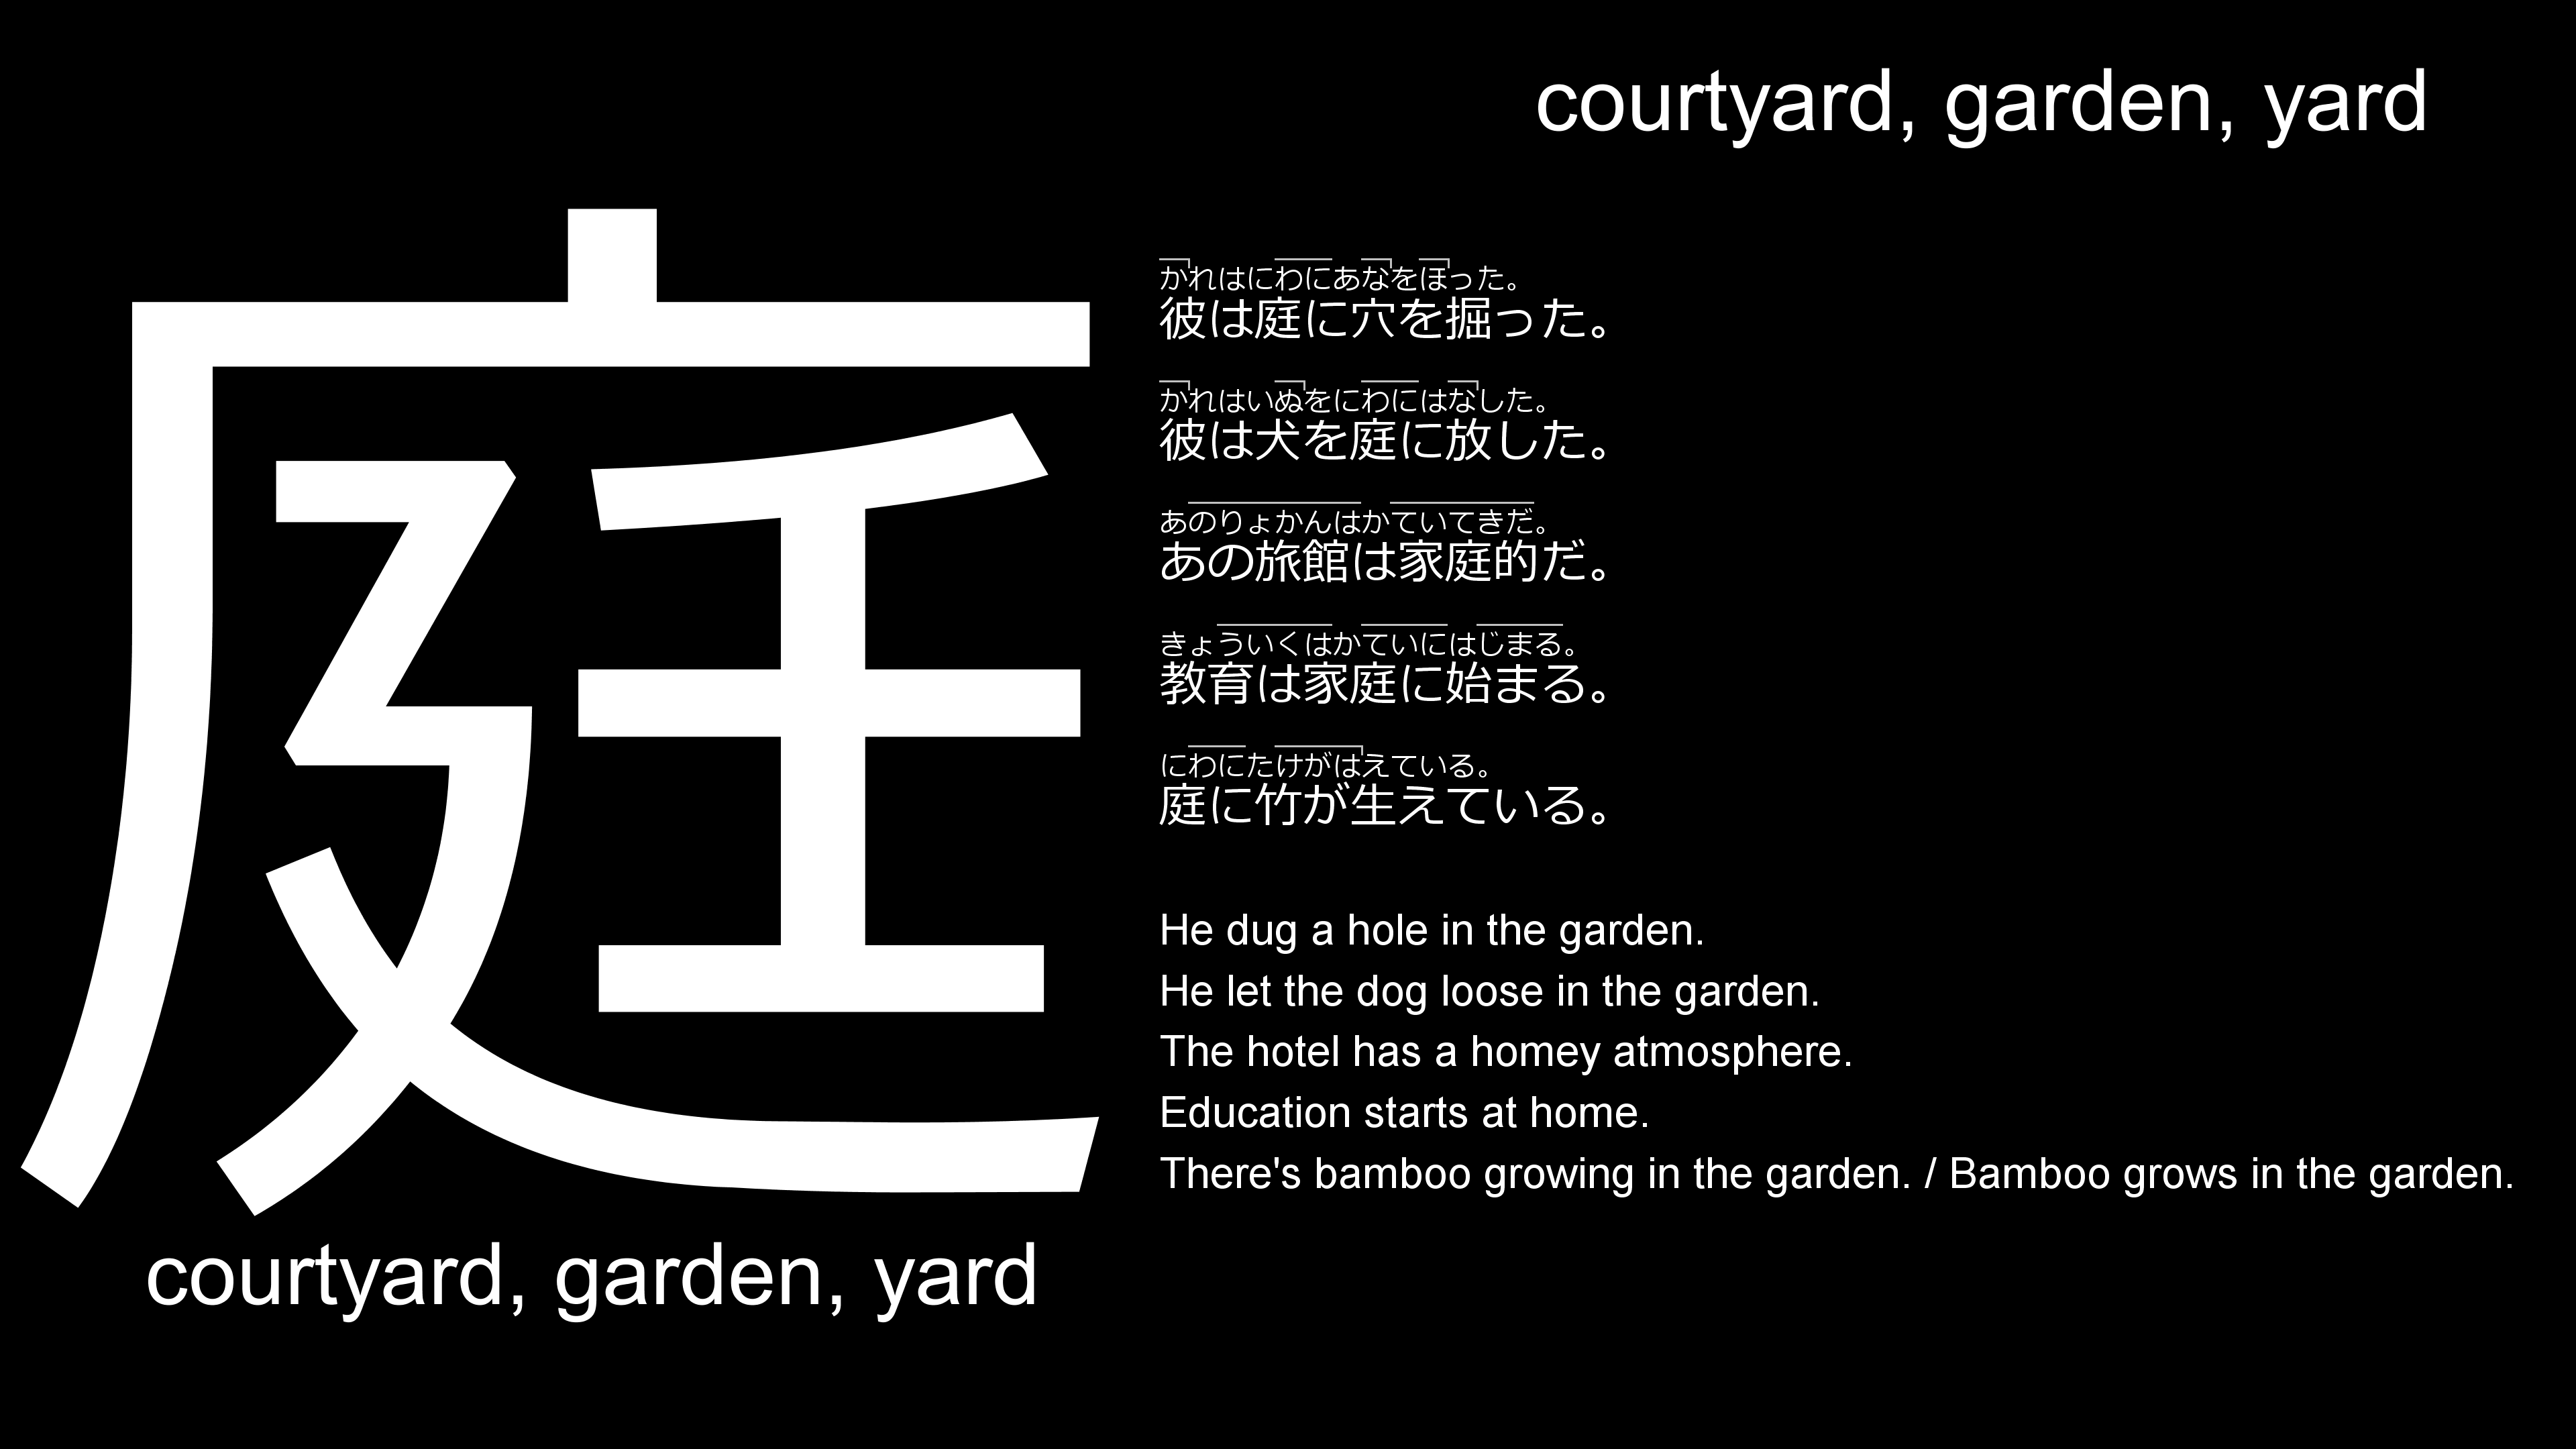 courtyard, garden, yard
庭
courtyard, garden, yard
かれはにわにあなをほった。
彼は庭に穴を掘った。
かれはいぬをにわにはなした。
彼は犬を庭に放した。
あのりょかんはかていてきだ。
あの旅館は家庭的だ。
きょういくはかていにはじまる。
教育は家庭に始まる。
にわにたけがはえている。
庭に竹が生えている。
He dug a hole in the garden.
He let the dog loose in the garden.
The hotel has a homey atmosphere.
Education starts at home.
There's bamboo growing in the garden. / Bamboo grows in the garden.